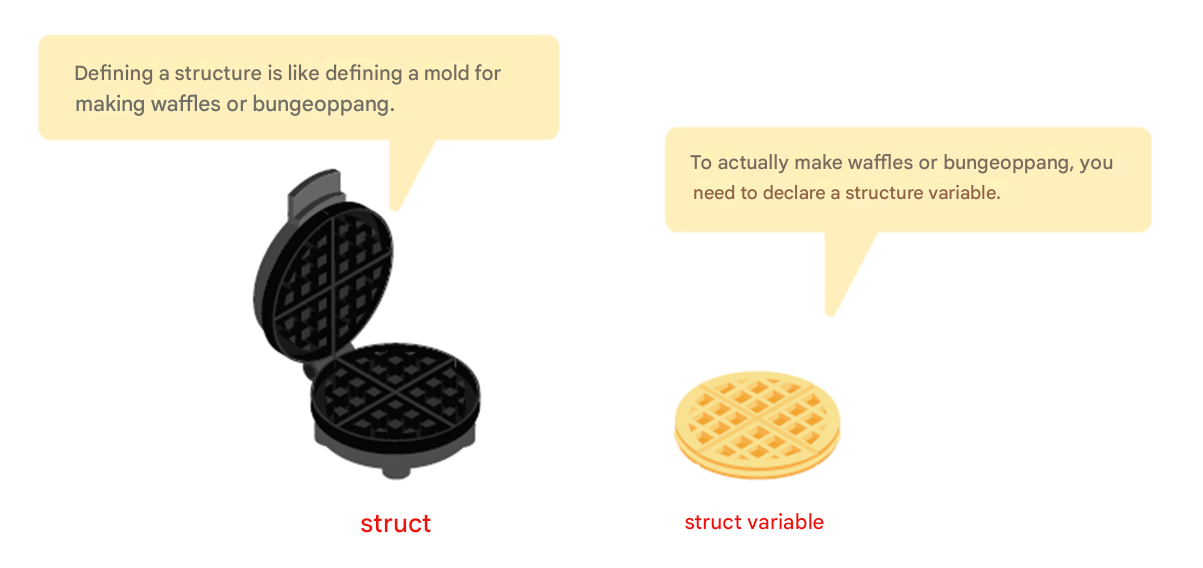 Defining a structure is like defining a mold for
making waffles or bungeoppang.
To actually make waffles or bungeoppang, you
need to declare a structure variable.
struct
struct variable